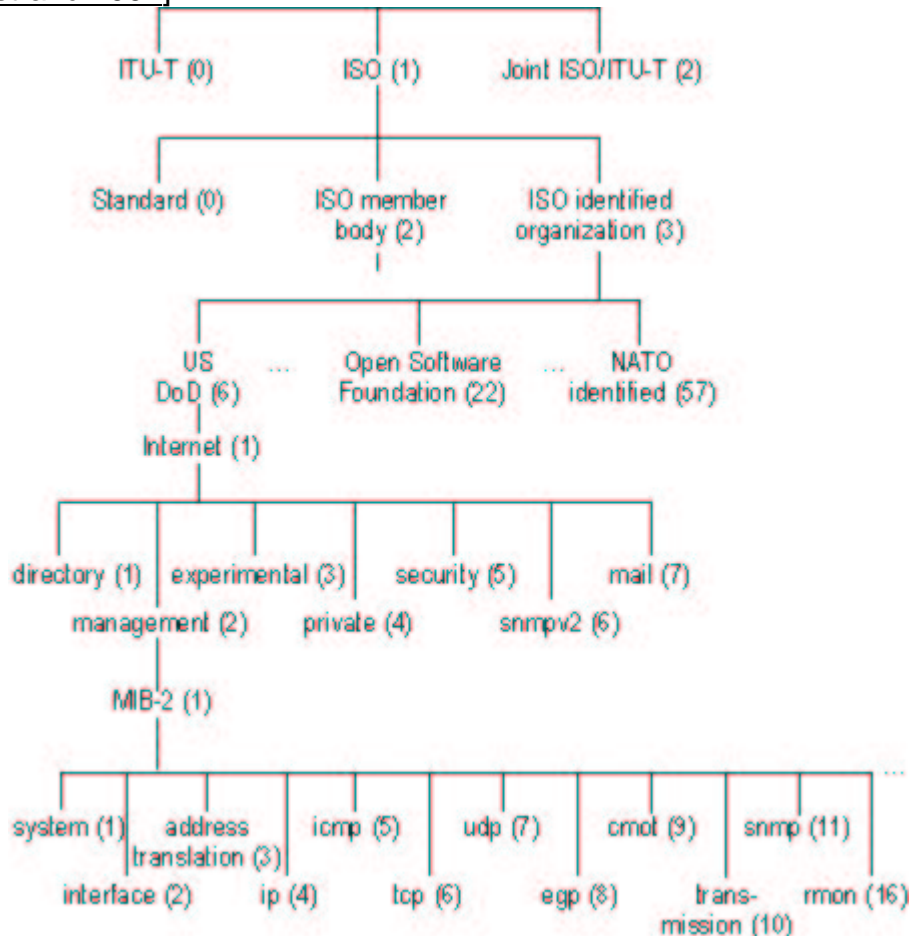 ITU-T (0) ISO (1) Joint ISO/ITU-T (2)
Standard (0) ISO member ISO identified
body (2) organization (3)
US ... Open Software ... NATO
DoD (6) Foundation (22) identified (57)
Internet (1)
directory (1) experimental (3) security (5) mail (7)
management (2) private (4) snmpv2 (6)
MIB-2 (1)
...
system (1) address icmp (5) udp (7) cmot (9) snmp (11)
translation (3)
interface (2) ip (4) tcp (6) egp (8) trans- rmon (16)
mission (10)